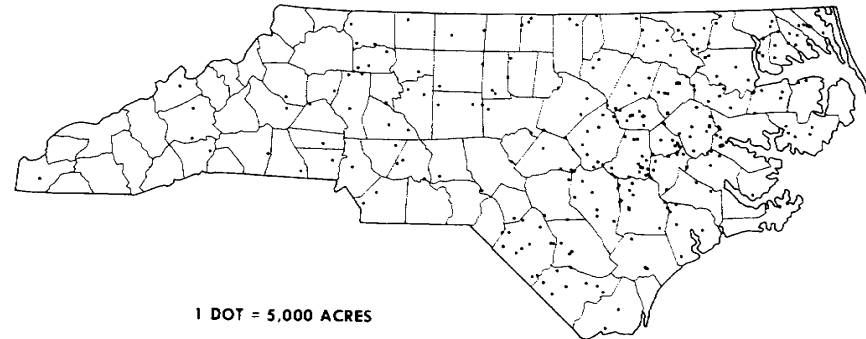 1 DOT = 5,000 ACRES